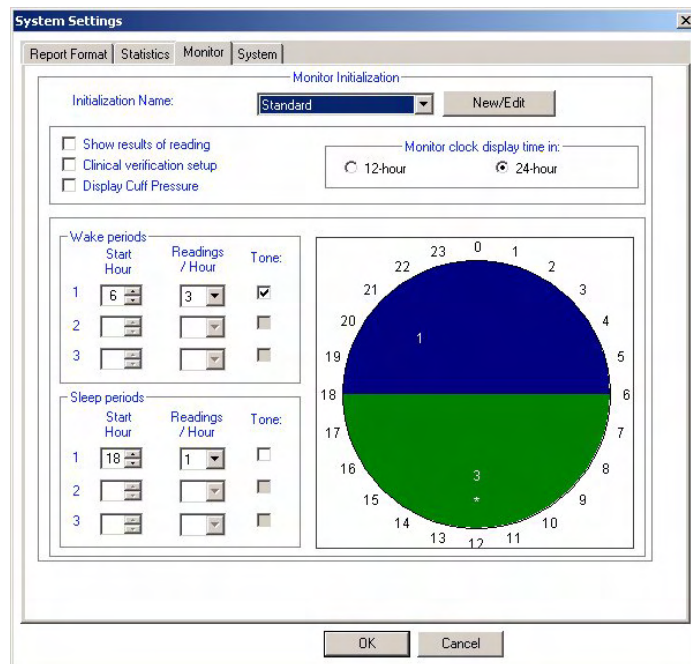 System Settings
Report Format Statistics Monitor System
Monitor Initialization
Initialization Name: Standard New/Edit
Show results of reading
Clinical verification setup
Display Cuff Pressure
Monitor clock display time in:
12-hour 24-hour
Wake periods
Start Hour Readings / Hour Tone:
1 6 3
2
3
Sleep periods
Start Hour Readings / Hour Tone:
1 18 1
2
3
0
1
2
3
4
5
6
7
8
9
10
11
12
13
14
15
16
17
18
19
20
21
22
23
1
3
*
OK Cancel